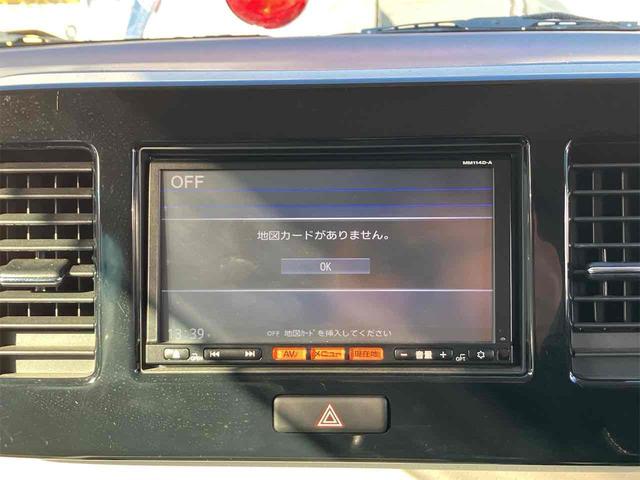 MM114D-A
OFF
地図カードがありません。
OK
13:39
OFF 地図ｶｰﾄﾞを挿入してください
AV メニュー 現在地 － 音量 ＋ OFF